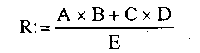 R:= A × B + C × D
E